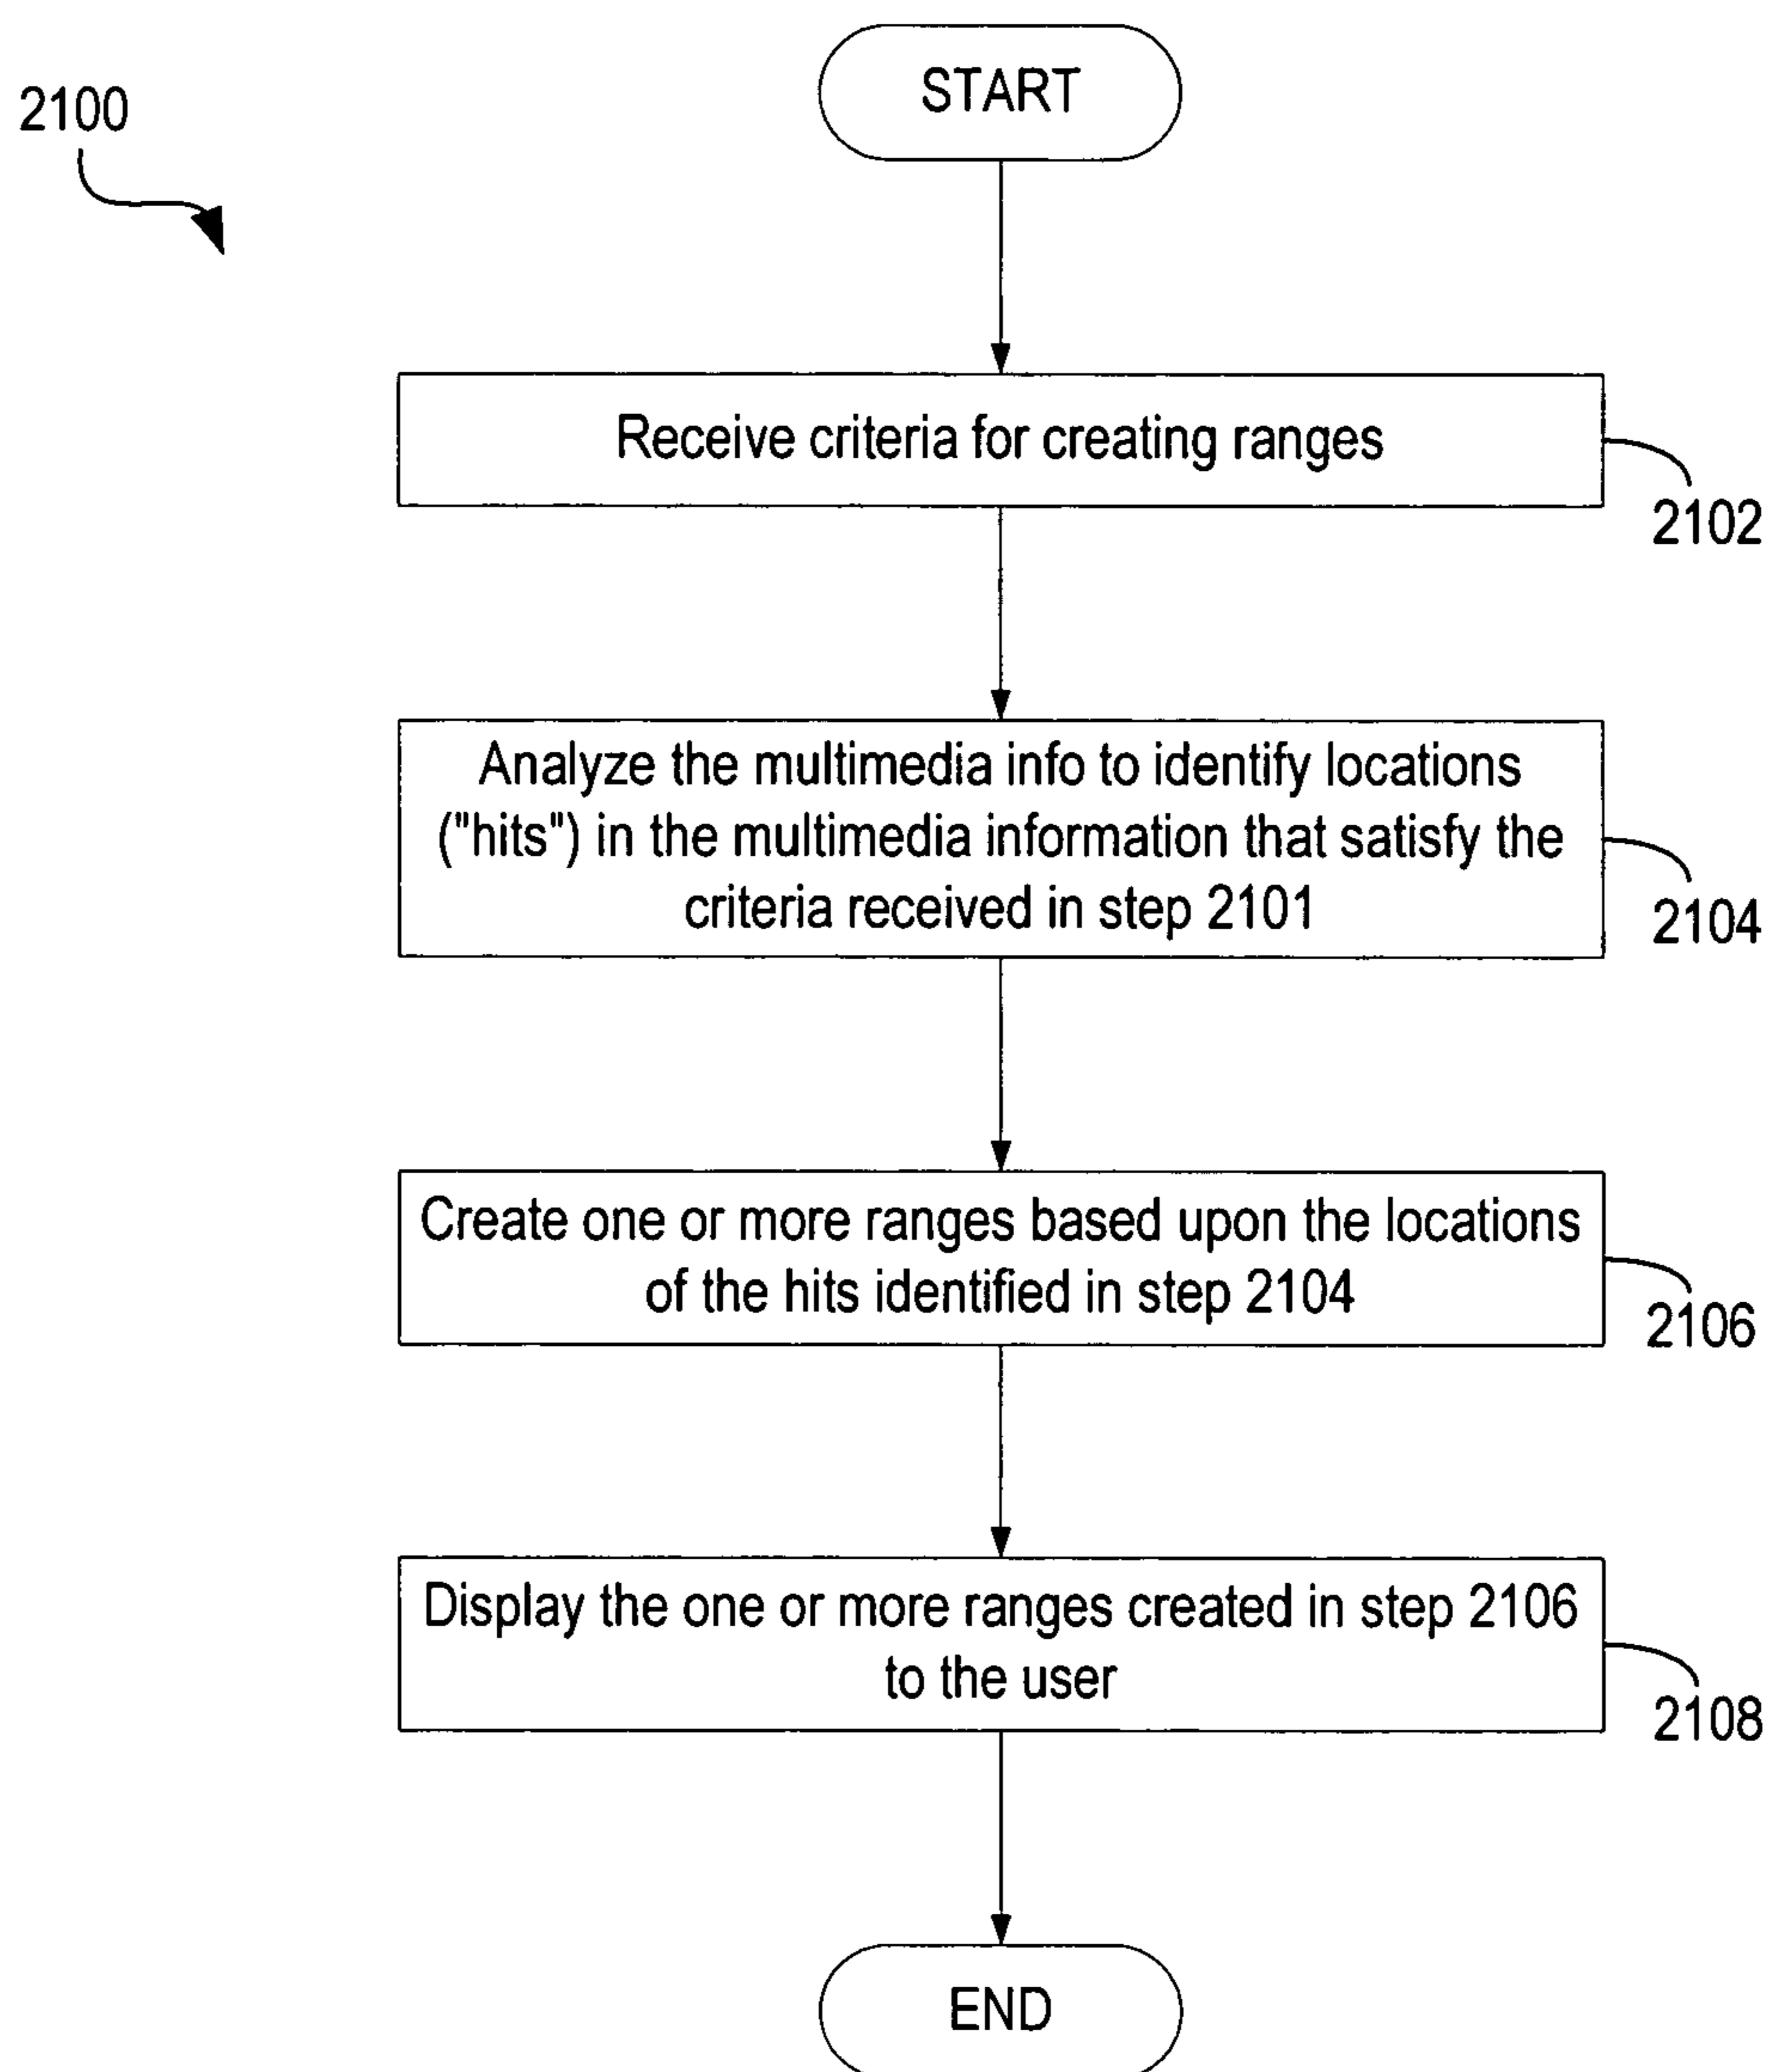 START
2100
Receive criteria for creating ranges
2102
Analyze the multimedia info to identify locations
("hits") in the multimedia information that satisfy the
criteria received in step 2101
2104
Create one or more ranges based upon the locations
of the hits identified in step 2104
2106
Display the one or more ranges created in step 2106
to the user
2108
END